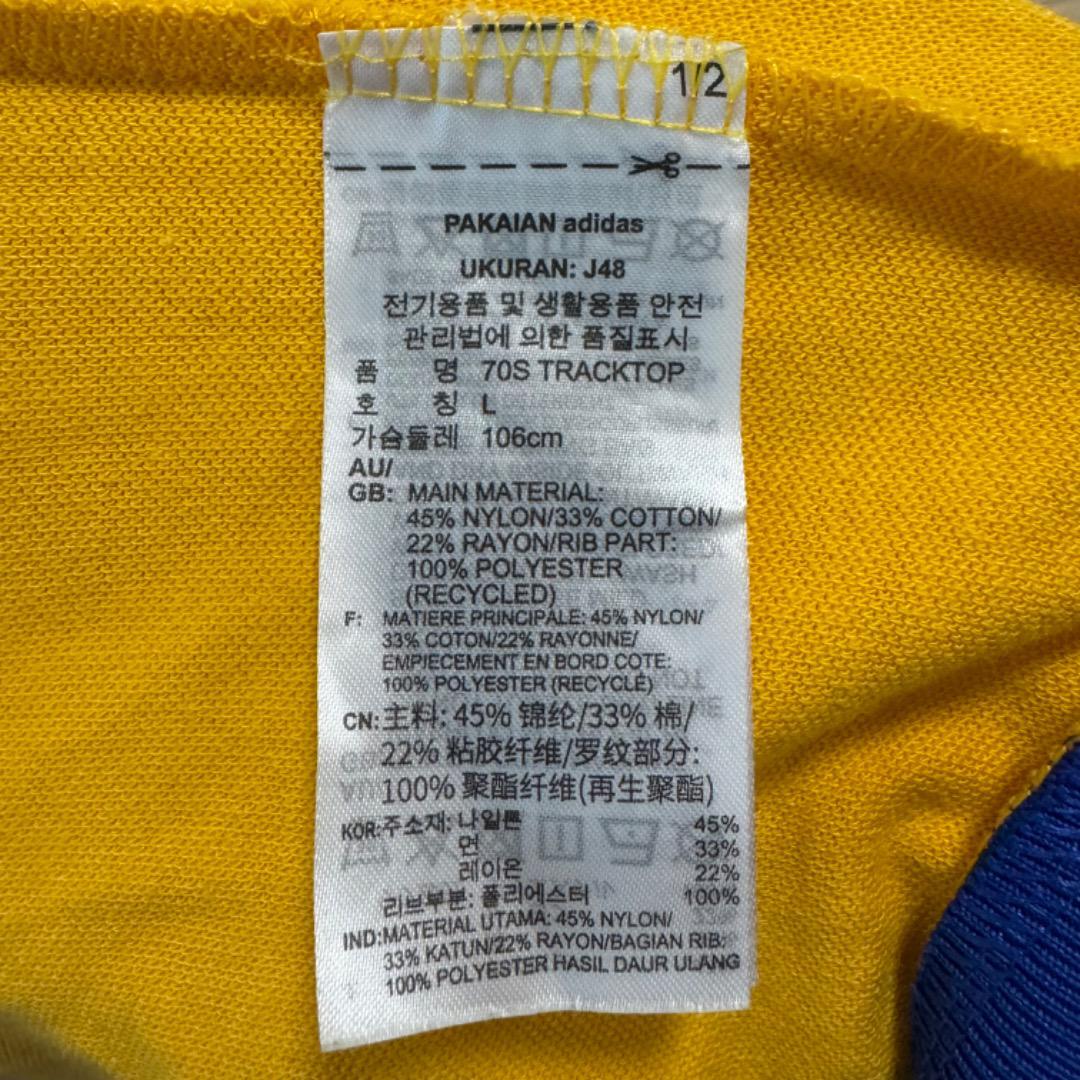 1/2
PAKAIAN adidas
UKURAN: J48
전기용품 및 생활용품 안전
관리법에 의한 품질표시
품 명 70S TRACKTOP
호 칭 L
가슴둘레 106cm
AU/
GB: MAIN MATERIAL:
45% NYLON/33% COTTON/
22% RAYON/RIB PART:
100% POLYESTER
(RECYCLED)
F: MATIERE PRINCIPALE: 45% NYLON/
33% COTON/22% RAYONNE/
EMPIECEMENT EN BORD COTE:
100% POLYESTER (RECYCLÉ)
CN: 主料: 45% 锦纶/33% 棉/
22% 粘胶纤维/罗纹部分:
100% 聚酯纤维(再生聚酯)
KOR: 주소재: 나일론 45%
면 33%
레이온 22%
리브부분: 폴리에스터 100%
IND: MATERIAL UTAMA: 45% NYLON/
33% KATUN/22% RAYON/BAGIAN RIB:
100% POLYESTER HASIL DAUR ULANG